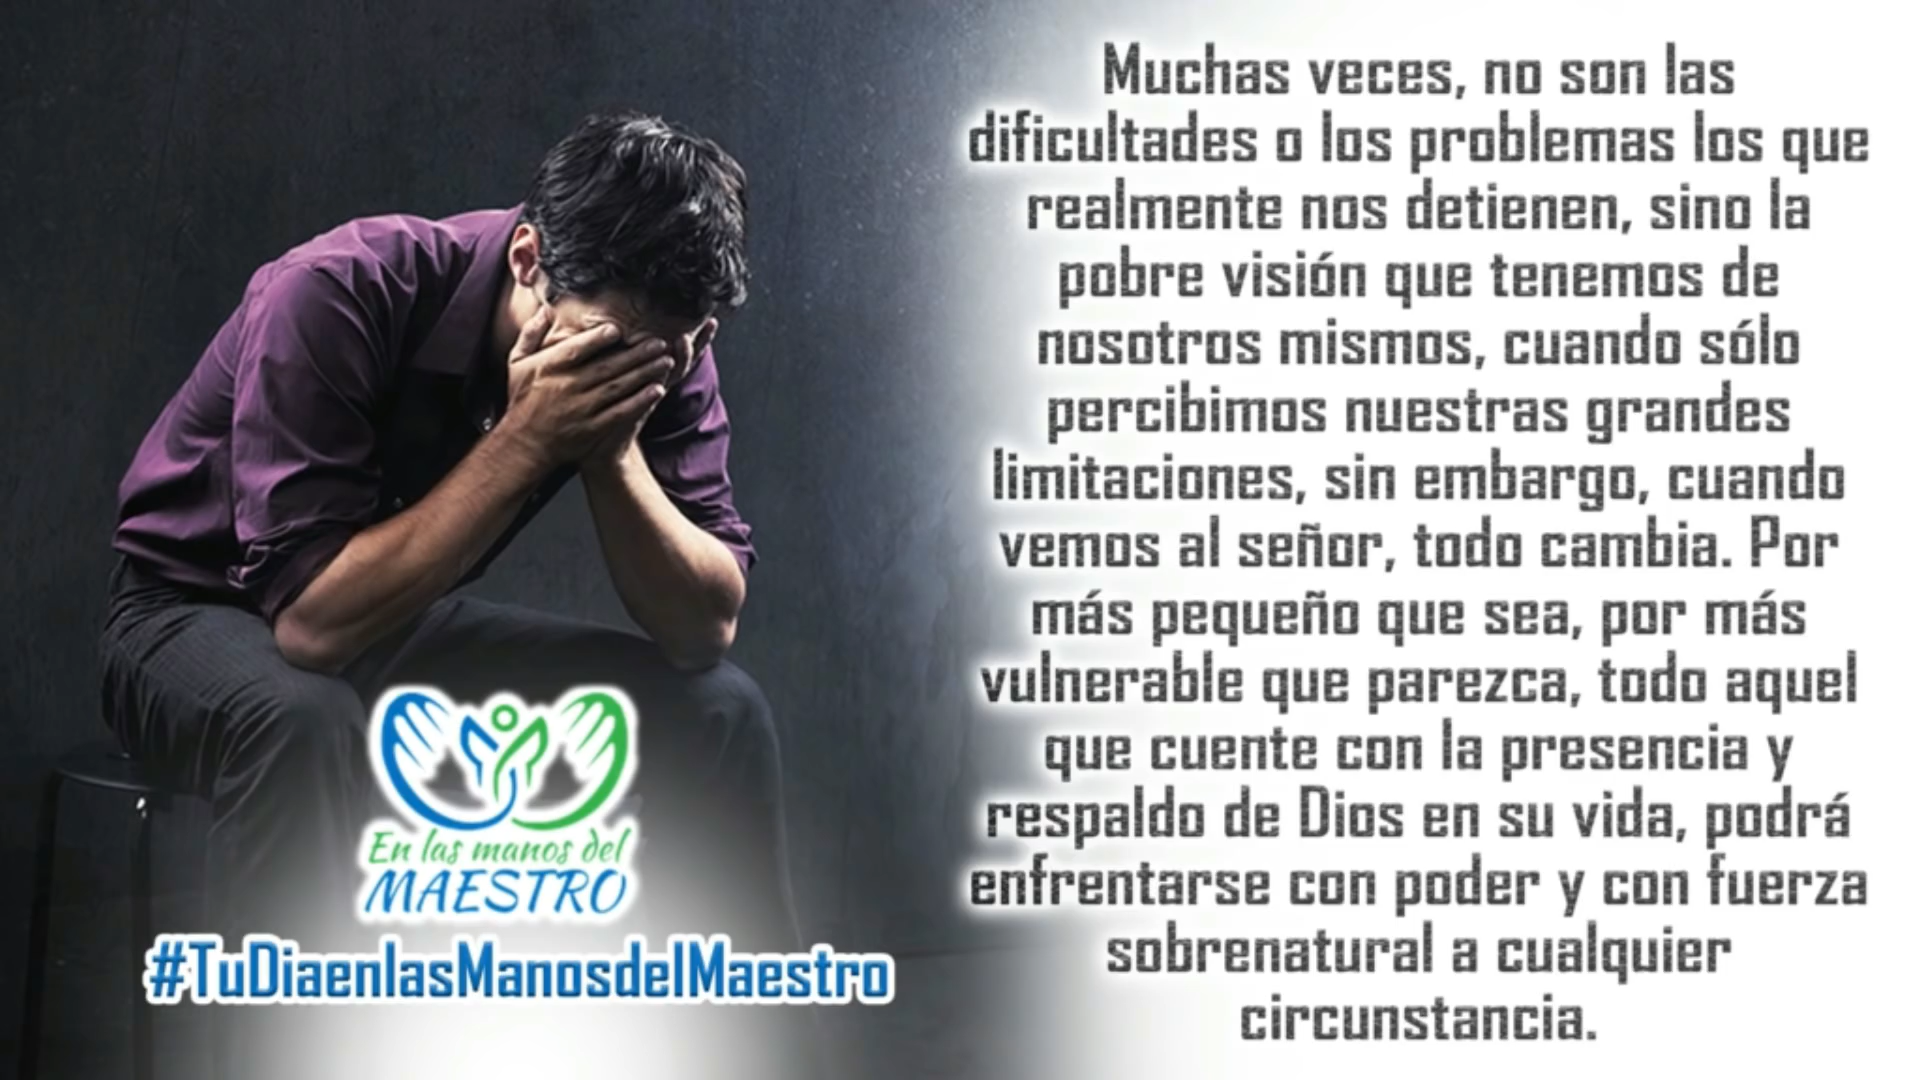 Muchas veces, no son las
dificultades o los problemas los que
realmente nos detienen, sino la
pobre visión que tenemos de
nosotros mismos, cuando sólo
percibimos nuestras grandes
limitaciones, sin embargo, cuando
vemos al señor, todo cambia. Por
más pequeño que sea, por más
vulnerable que parezca, todo aquel
que cuente con la presencia y
respaldo de Dios en su vida, podrá
enfrentarse con poder y con fuerza
sobrenatural a cualquier
circunstancia.
En las manos del
MAESTRO
#TuDiaenlasManosdelMaestro